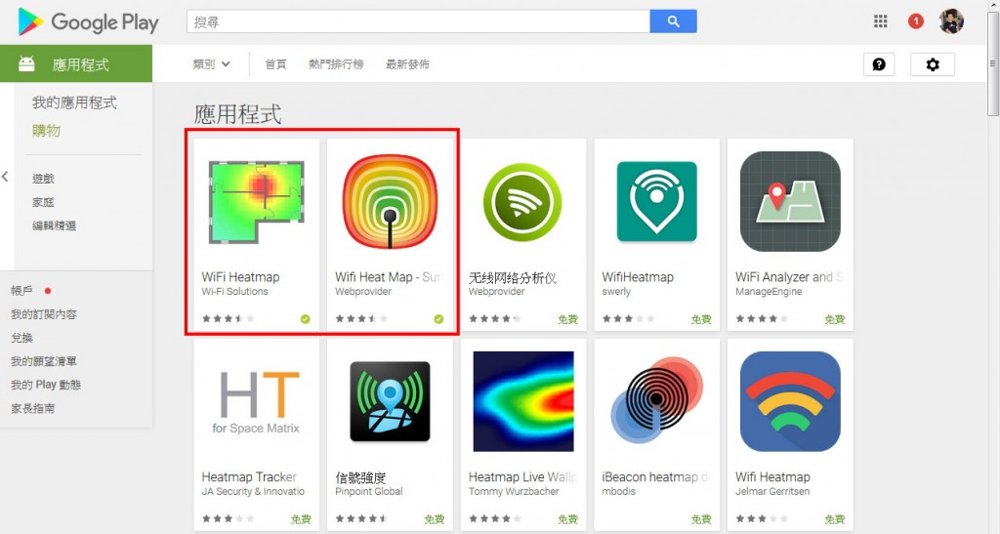 Google Play
搜尋
1
應用程式
類別
首頁
熱門排行榜
最新發佈
我的應用程式
購物
遊戲
家庭
編輯精選
帳戶
我的訂閱內容
兌換
我的願望清單
我的 Play 動態
家長指南
應用程式
WiFi Heatmap
Wi-Fi Solutions
Wifi Heat Map - Sur
Webprovider
无线网络分析仪
Webprovider
免費
WifiHeatmap
swerly
免費
WiFi Analyzer and S
ManageEngine
免費
HT
for Space Matrix
Heatmap Tracker
JA Security & Innovatio
免費
信號強度
Pinpoint Global
免費
Heatmap Live Wallp
Tommy Wurzbacher
免費
iBeacon heatmap d
mbodis
免費
Wifi Heatmap
Jelmar Gerritsen
免費